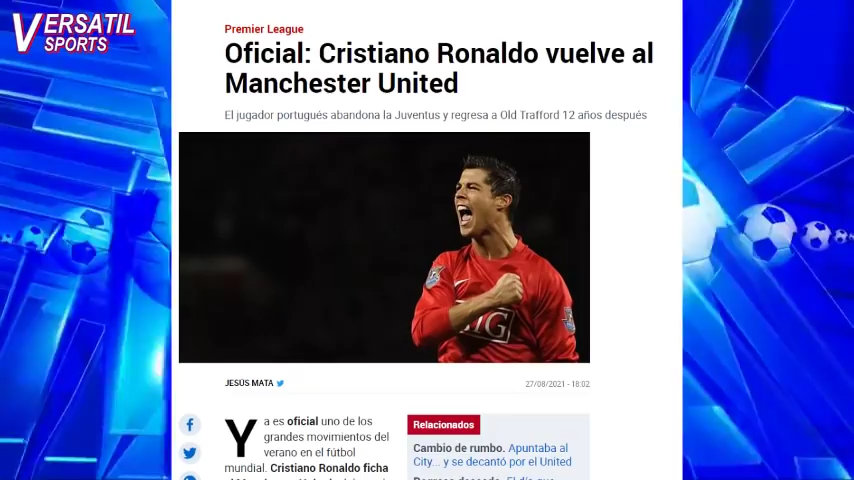 VERSATIL
SPORTS
Premier League
Oficial: Cristiano Ronaldo vuelve al
Manchester United
El jugador portugués abandona la Juventus y regresa a Old Trafford 12 años después
AIG
JESÚS MATA
27/08/2021 - 18:02
Ya es oficial uno de los
grandes movimientos del
verano en el fútbol
mundial. Cristiano Ronaldo ficha
Relacionados
Cambio de rumbo. Apuntaba al
City... y se decantó por el United